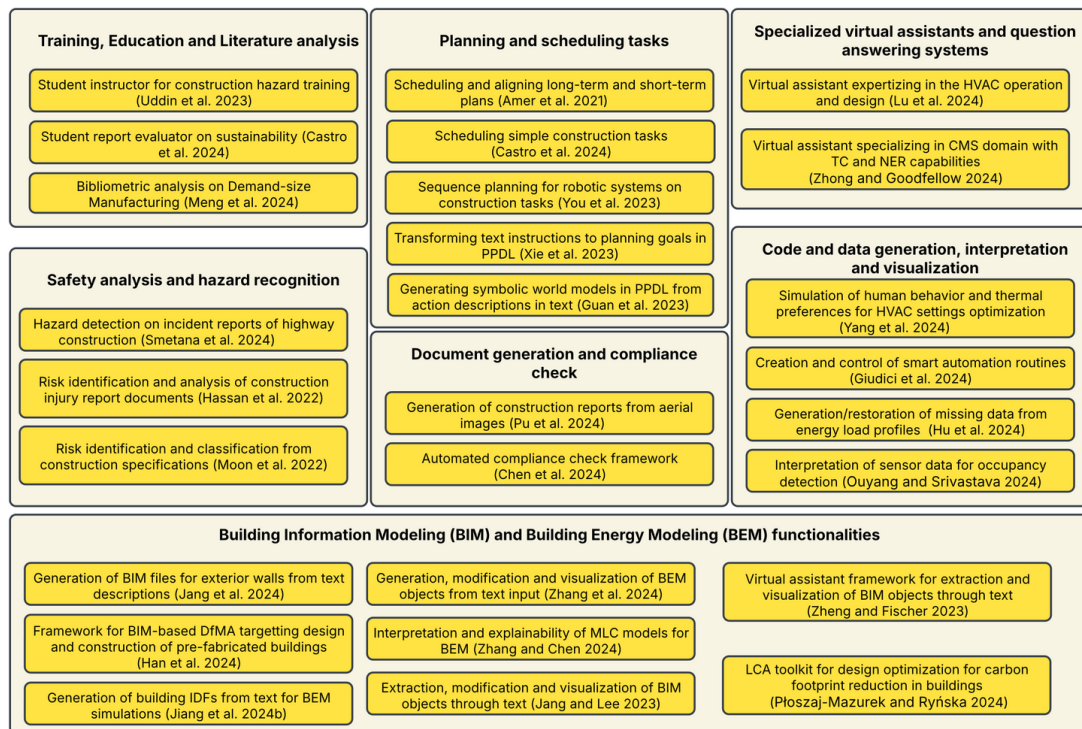 Training, Education and Literature analysis
Student instructor for construction hazard training
(Uddin et al. 2023)
Student report evaluator on sustainability (Castro
et al. 2024)
Bibliometric analysis on Demand-size
Manufacturing (Meng et al. 2024)
Planning and scheduling tasks
Scheduling and aligning long-term and short-term
plans (Amer et al. 2021)
Scheduling simple construction tasks
(Castro et al. 2024)
Sequence planning for robotic systems on
construction tasks (You et al. 2023)
Transforming text instructions to planning goals in
PPDL (Xie et al. 2023)
Generating symbolic world models in PPDL from
action descriptions in text (Guan et al. 2023)
Specialized virtual assistants and question
answering systems
Virtual assistant expertizing in the HVAC operation
and design (Lu et al. 2024)
Virtual assistant specializing in CMS domain with
TC and NER capabilities
(Zhong and Goodfellow 2024)
Safety analysis and hazard recognition
Hazard detection on incident reports of highway
construction (Smetana et al. 2024)
Risk identification and analysis of construction
injury report documents (Hassan et al. 2022)
Risk identification and classification from
construction specifications (Moon et al. 2022)
Document generation and compliance
check
Generation of construction reports from aerial
images (Pu et al. 2024)
Automated compliance check framework
(Chen et al. 2024)
Code and data generation, interpretation
and visualization
Simulation of human behavior and thermal
preferences for HVAC settings optimization
(Yang et al. 2024)
Creation and control of smart automation routines
(Giudici et al. 2024)
Generation/restoration of missing data from
energy load profiles (Hu et al. 2024)
Interpretation of sensor data for occupancy
detection (Ouyang and Srivastava 2024)
Building Information Modeling (BIM) and Building Energy Modeling (BEM) functionalities
Generation of BIM files for exterior walls from text
descriptions (Jang et al. 2024)
Framework for BIM-based DfMA targetting design
and construction of pre-fabricated buildings
(Han et al. 2024)
Generation of building IDFs from text for BEM
simulations (Jiang et al. 2024b)
Generation, modification and visualization of BEM
objects from text input (Zhang et al. 2024)
Interpretation and explainability of MLC models for
BEM (Zhang and Chen 2024)
Extraction, modification and visualization of BIM
objects through text (Jang and Lee 2023)
Virtual assistant framework for extraction and
visualization of BIM objects through text
(Zheng and Fischer 2023)
LCA toolkit for design optimization for carbon
footprint reduction in buildings
(Płoszaj-Mazurek and Ryńska 2024)